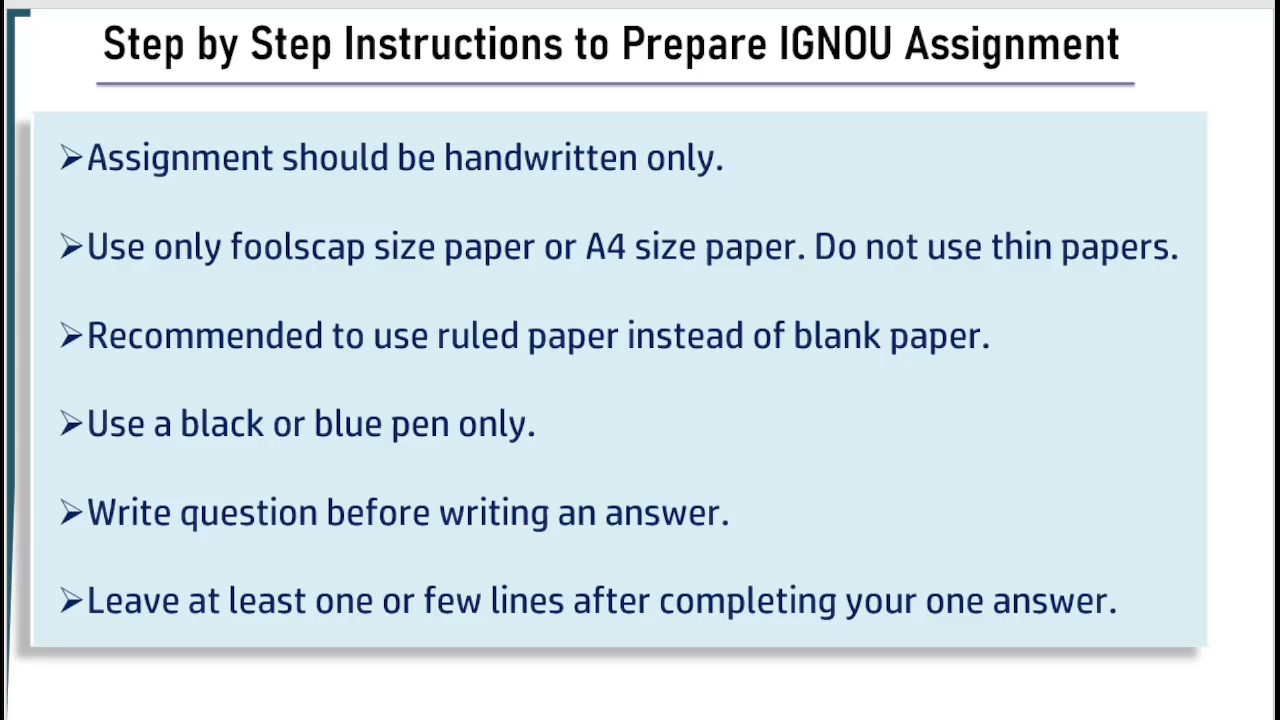 Step by Step Instructions to Prepare IGNOU Assignment
➢Assignment should be handwritten only.
➢Use only foolscap size paper or A4 size paper. Do not use thin papers.
➢Recommended to use ruled paper instead of blank paper.
➢Use a black or blue pen only.
➢Write question before writing an answer.
➢Leave at least one or few lines after completing your one answer.